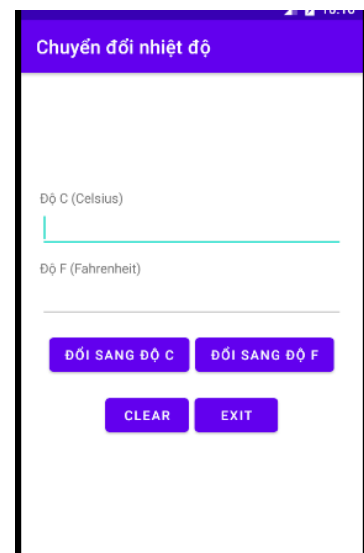 Chuyển đổi nhiệt độ
Độ C (Celsius)
Độ F (Fahrenheit)
ĐỔI SANG ĐỘ C ĐỔI SANG ĐỘ F
CLEAR EXIT